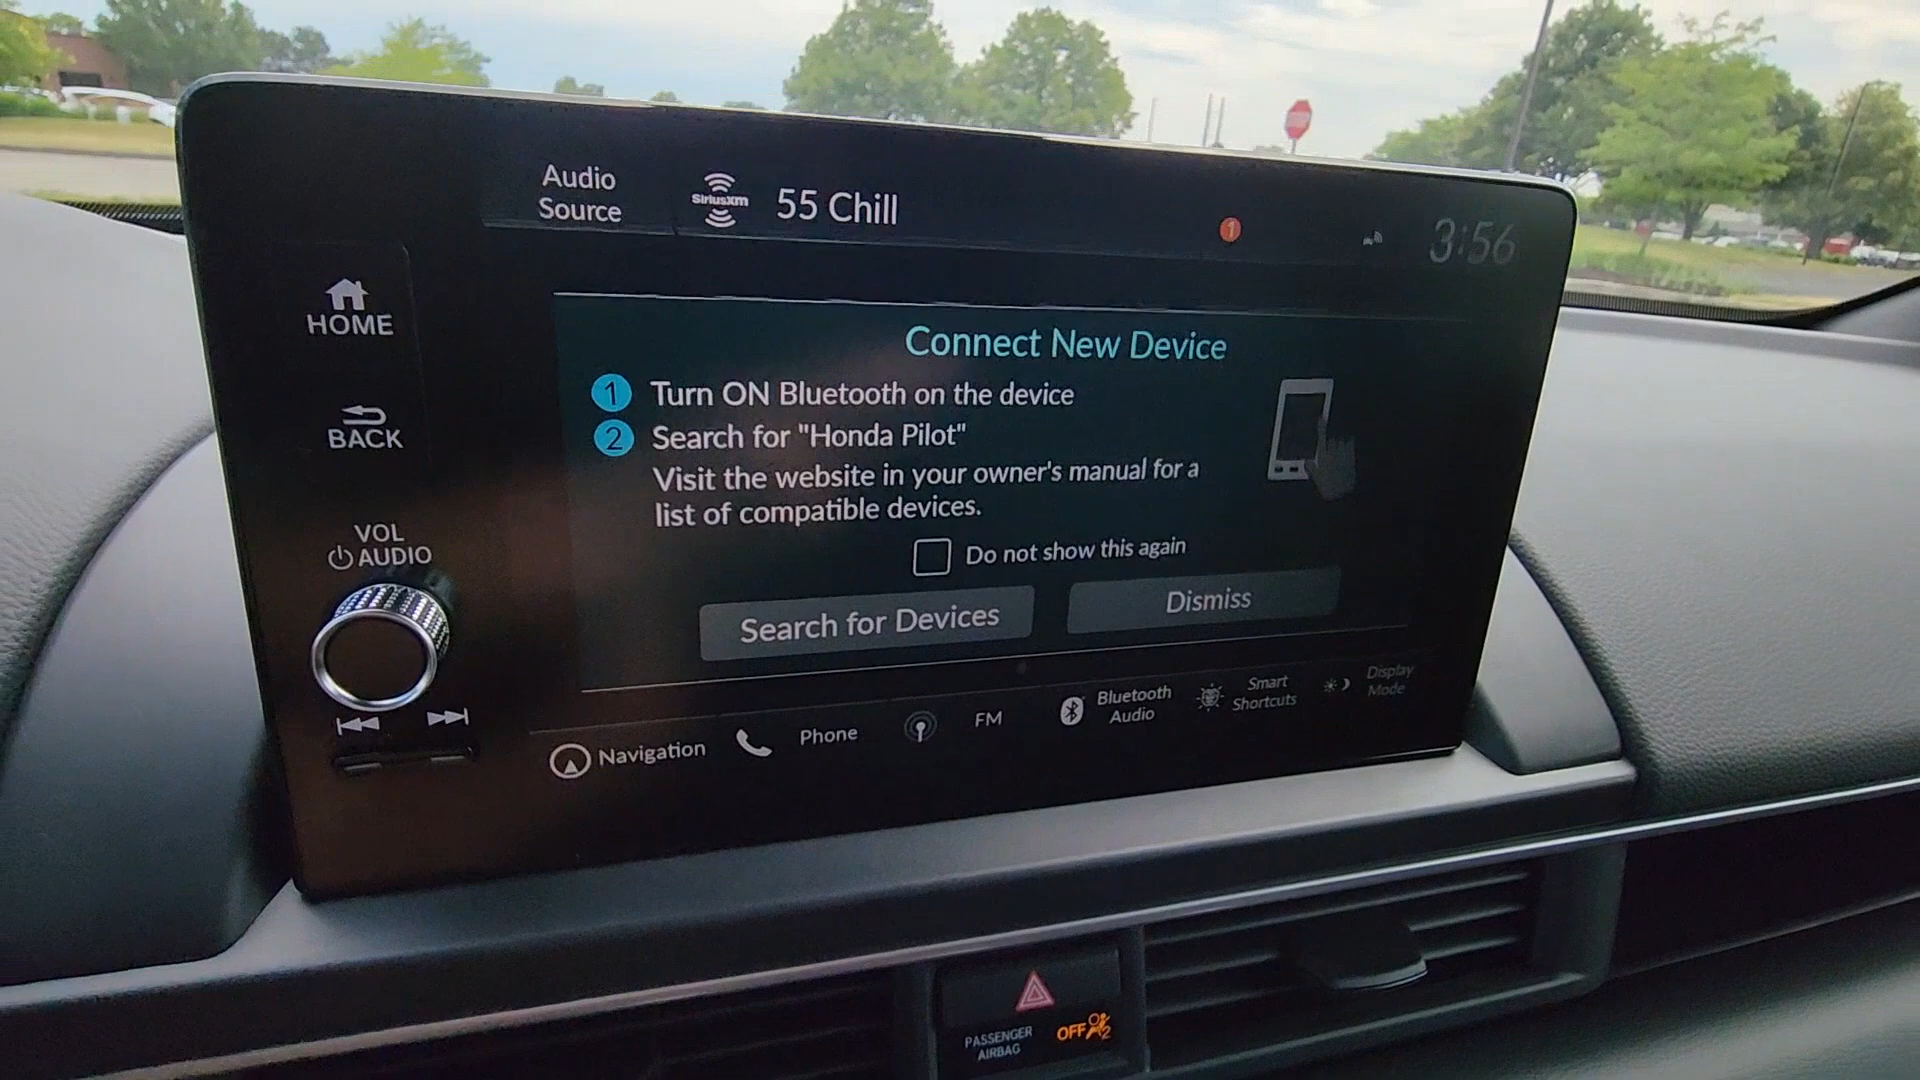 Audio
Source
SiriusXM
55 Chill
1
3:56
HOME
BACK
VOL
AUDIO
Connect New Device
1 Turn ON Bluetooth on the device
2 Search for "Honda Pilot"
Visit the website in your owner's manual for a
list of compatible devices.
Do not show this again
Search for Devices
Dismiss
Navigation
Phone
FM
Bluetooth
Audio
Smart
Shortcuts
Display
Mode
PASSENGER
AIRBAG
OFF
2